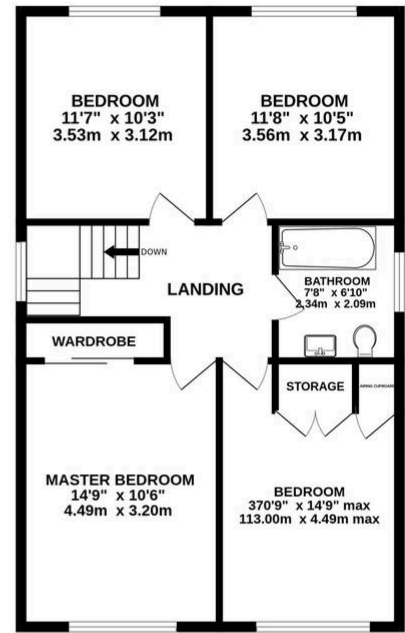 BEDROOM
11'7" x 10'3"
3.53m x 3.12m
BEDROOM
11'8" x 10'5"
3.56m x 3.17m
DOWN
LANDING
BATHROOM
7'8" x 6'10"
2.34m x 2.09m
WARDROBE
STORAGE
AIRING CUPBOARD
MASTER BEDROOM
14'9" x 10'6"
4.49m x 3.20m
BEDROOM
370'9" x 14'9" max
113.00m x 4.49m max